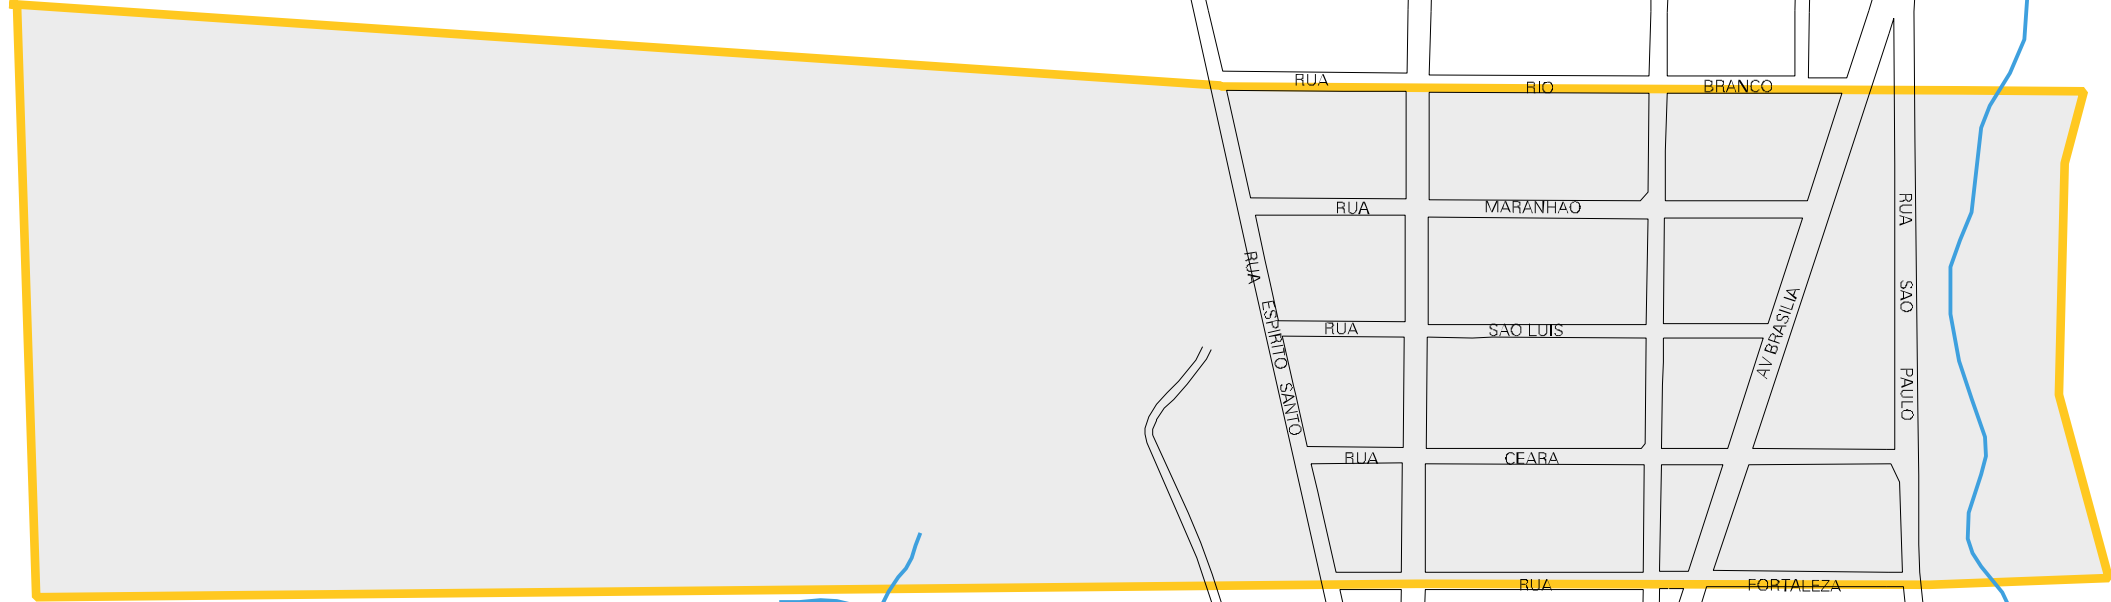 RUA RIO BRANCO
RUA MARANHAO
RUA SAO LUIS
RUA CEARA
RUA FORTALEZA
RUA ESPIRITO SANTO
AV BRASILIA
RUA SAO PAULO